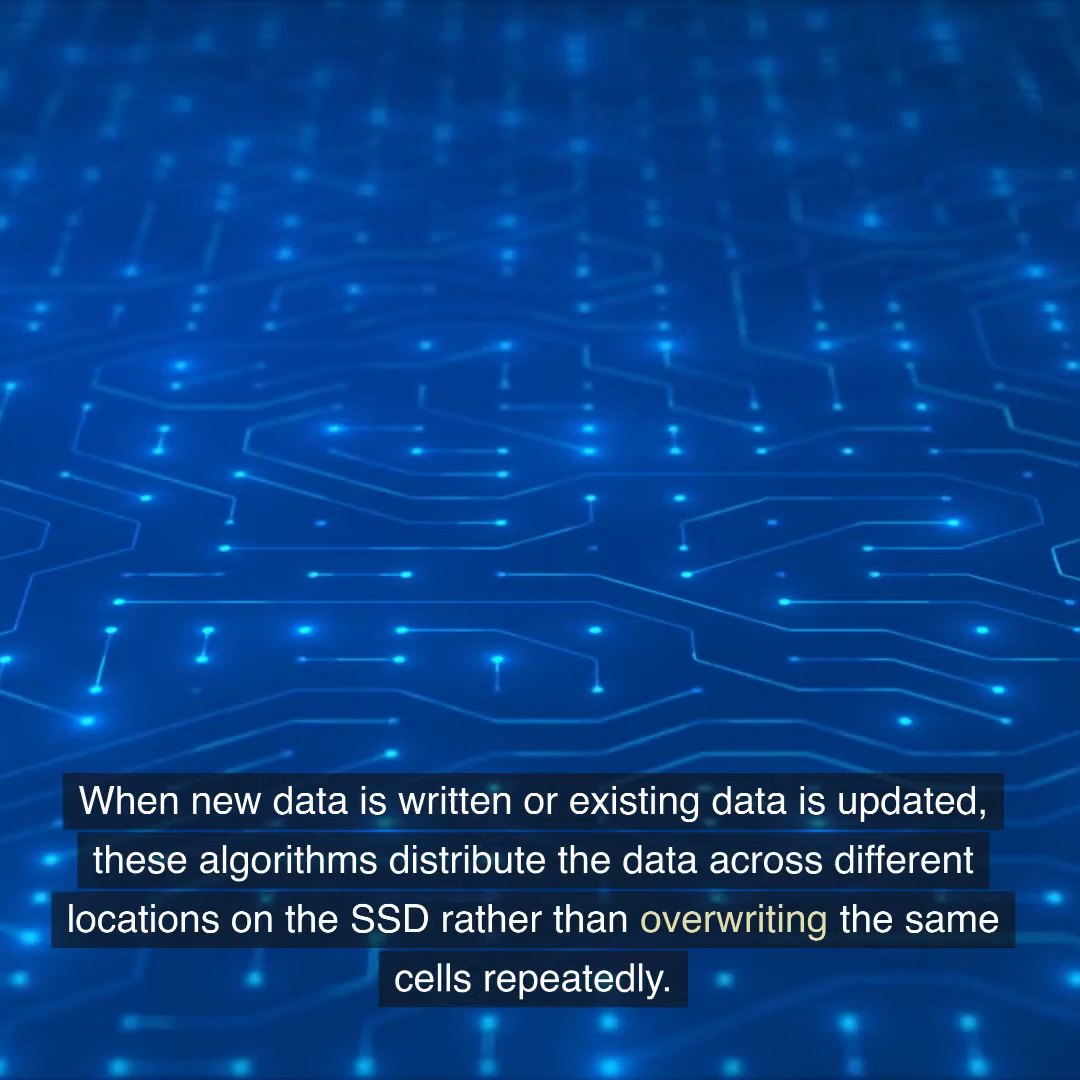 When new data is written or existing data is updated,
these algorithms distribute the data across different
locations on the SSD rather than overwriting the same
cells repeatedly.